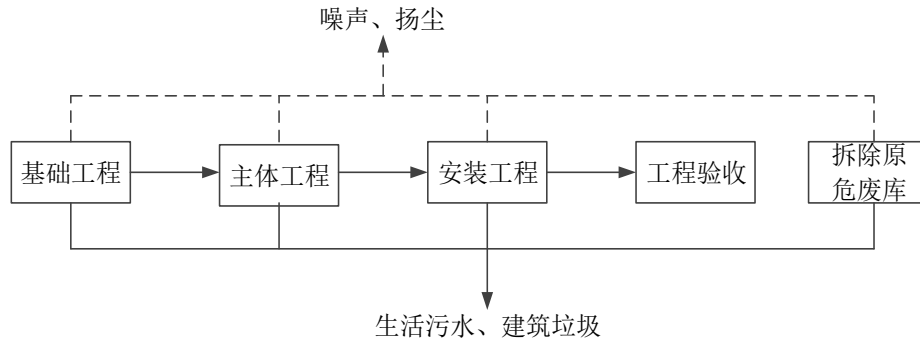 噪声、扬尘
基础工程
主体工程
安装工程
工程验收
拆除原
危废库
生活污水、建筑垃圾